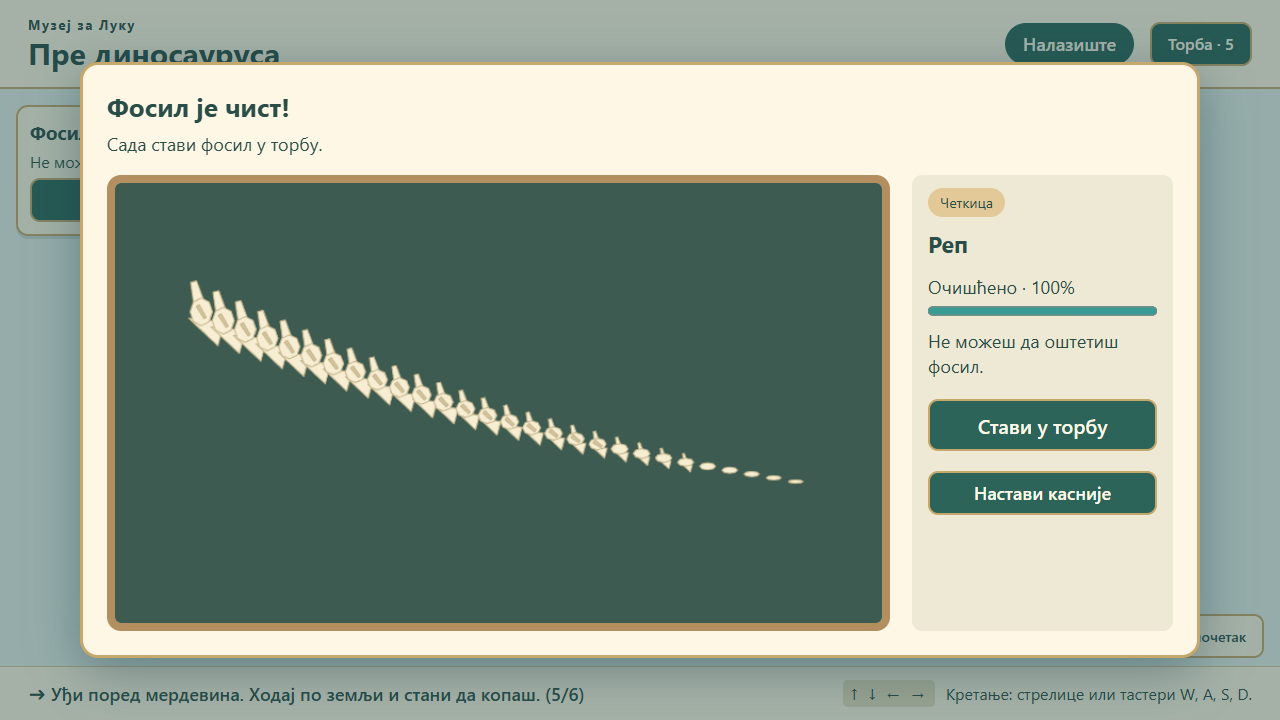 Музеј за Луку
Пре диносауруса
Налазиште
Торба · 5
Фосил је чист!
Сада стави фосил у торбу.
Не
Четкица
Реп
Очишћено · 100%
Не можеш да оштетиш
фосил.
Стави у торбу
Настави касније
→ Уђи поред мердевина. Ходај по земљи и стани да копаш. (5/6)
↑ ↓ ← →
Кретање: стрелице или тастери W, A, S, D.